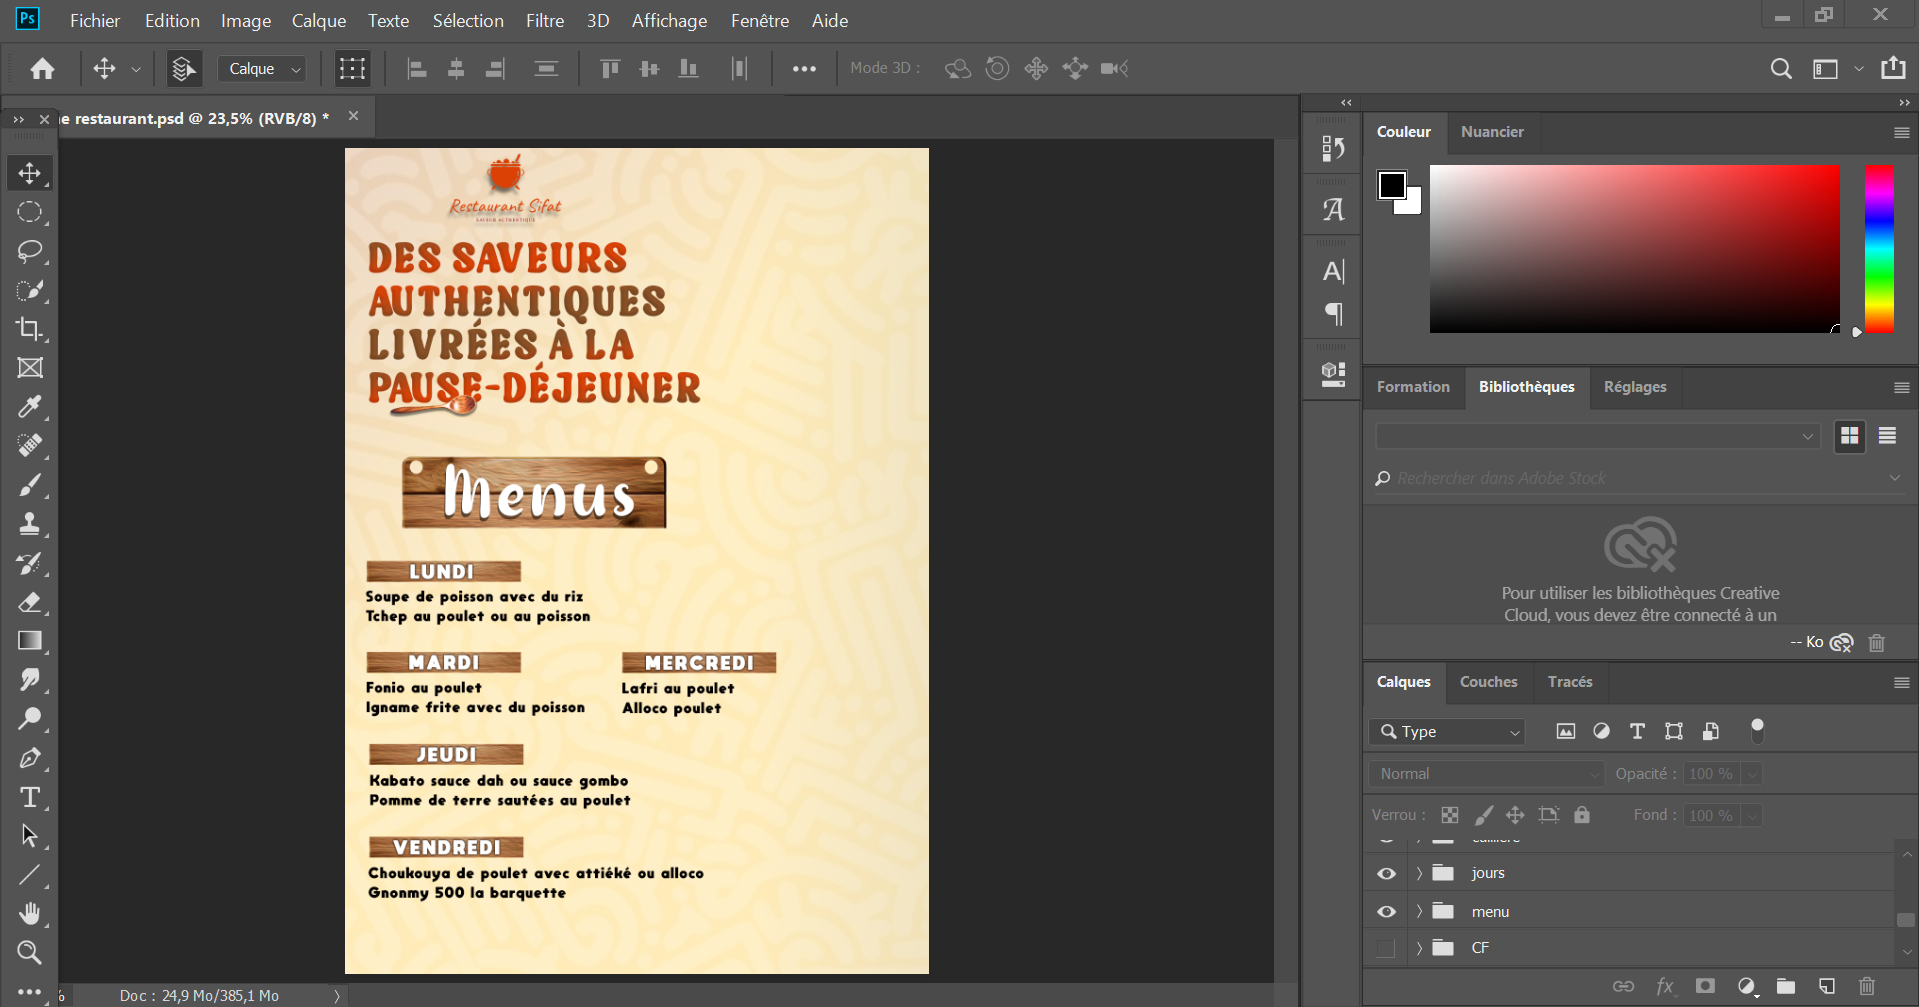 Ps Fichier Edition Image Calque Texte Sélection Filtre 3D Affichage Fenêtre Aide
Calque Mode 3D :
e restaurant.psd @ 23,5% (RVB/8) *
Restaurant Sifat
SAVEUR AUTHENTIQUE
DES SAVEURS
AUTHENTIQUES
LIVRÉES À LA
PAUSE-DÉJEUNER
Menus
LUNDI
Soupe de poisson avec du riz
Tchep au poulet ou au poisson
MARDI
Fonio au poulet
Igname frite avec du poisson
MERCREDI
Lafri au poulet
Alloco poulet
JEUDI
Kabato sauce dah ou sauce gombo
Pomme de terre sautées au poulet
VENDREDI
Choukouya de poulet avec attiéké ou alloco
Gnonmy 500 la barquette
% Doc : 24,9 Mo/385,1 Mo
Couleur Nuancier
Formation Bibliothèques Réglages
Rechercher dans Adobe Stock
Pour utiliser les bibliothèques Creative
Cloud, vous devez être connecté à un
-- Ko
Calques Couches Tracés
Type
Normal Opacité : 100 %
Verrou : Fond : 100 %
jours
menu
CF
fx